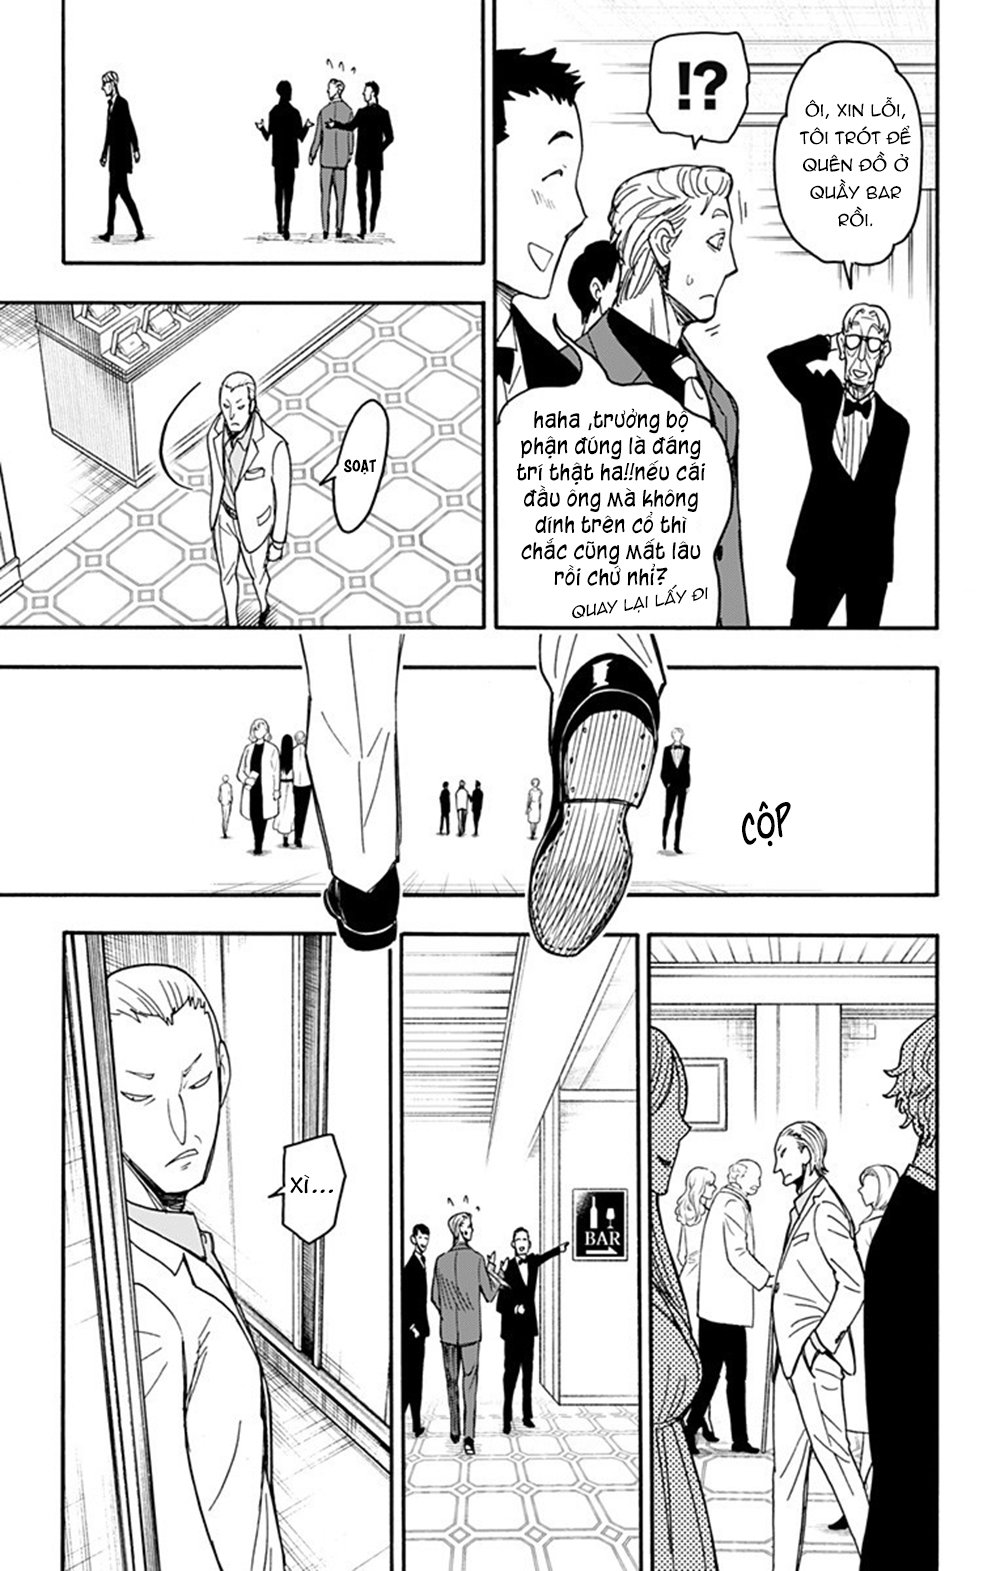 !?
ÔI, XIN LỖI,
TÔI TRÓT ĐỂ
QUÊN ĐỒ Ở
QUẦY BAR
RỒI.
haha ,trưởng bộ
phận đúng là đáng
trí thật ha!!nếu cái
đầu ông mà không
dính trên cổ thì
chắc cũng mất lâu
rồi chứ nhỉ?
QUAY LẠI LẤY ĐI
SOẠT
CỘP
BAR
XÌ...